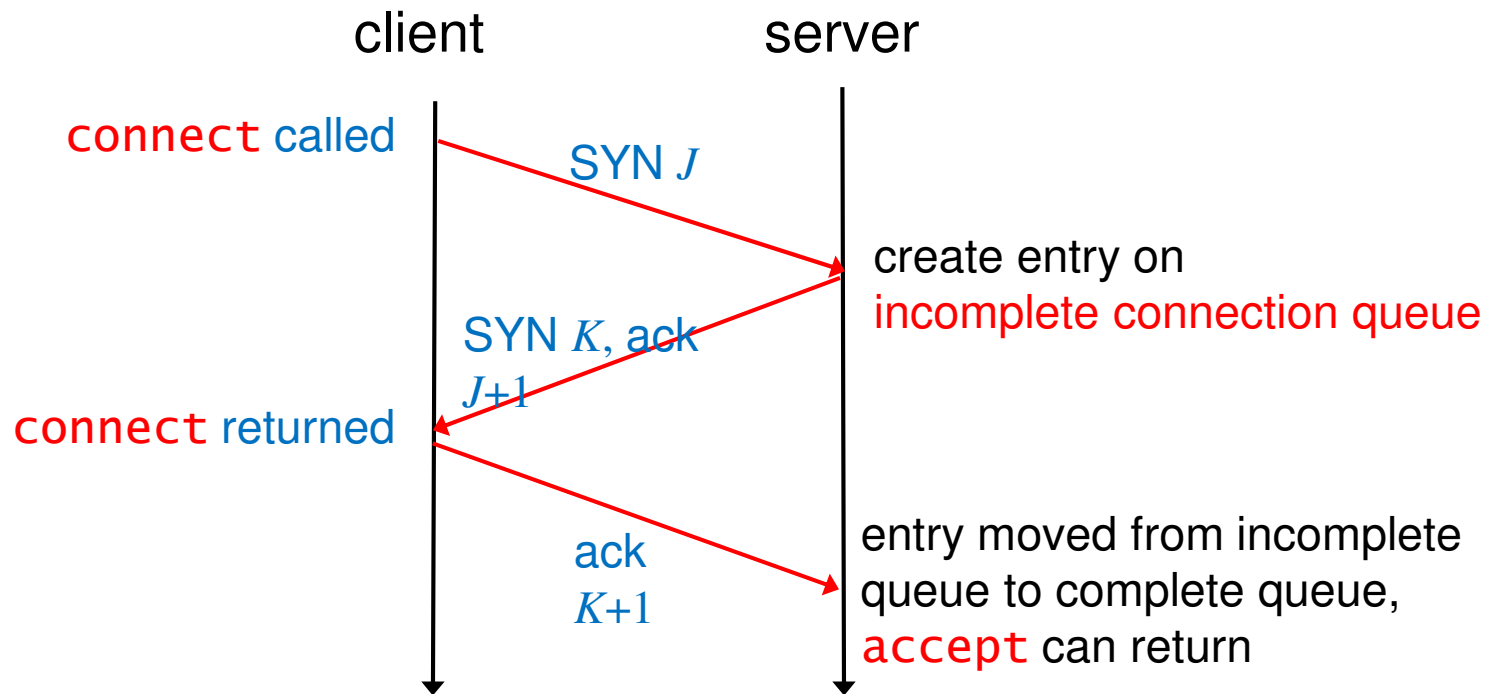 client
server
connect called
SYN J
create entry on
incomplete connection queue
SYN K, ack
J+1
connect returned
ack
K+1
entry moved from incomplete
queue to complete queue,
accept can return